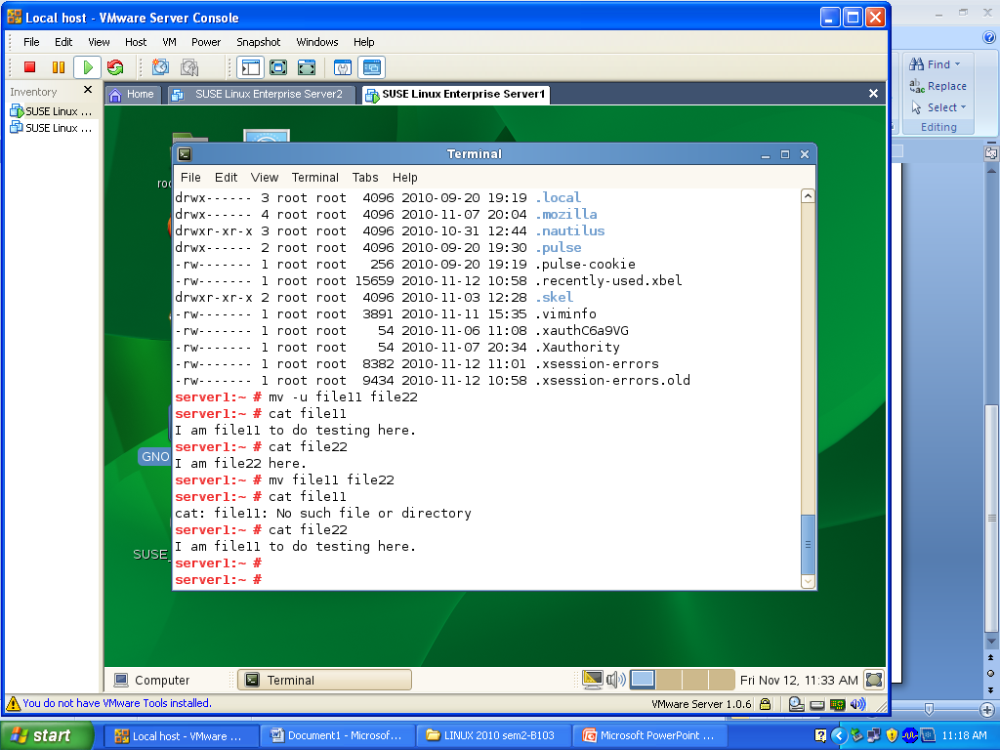 Local host - VMware Server Console
File Edit View Host VM Power Snapshot Windows Help
Inventory
SUSE Linux ...
SUSE Linux ...
Home SUSE Linux Enterprise Server2 SUSE Linux Enterprise Server1
Find
Replace
Select
Editing
Terminal
File Edit View Terminal Tabs Help
drwx------ 3 root root 4096 2010-09-20 19:19 .local
drwx------ 4 root root 4096 2010-11-07 20:04 .mozilla
drwxr-xr-x 3 root root 4096 2010-10-31 12:44 .nautilus
drwx------ 2 root root 4096 2010-09-20 19:30 .pulse
-rw------- 1 root root 256 2010-09-20 19:19 .pulse-cookie
-rw------- 1 root root 15659 2010-11-12 10:58 .recently-used.xbel
drwxr-xr-x 2 root root 4096 2010-11-03 12:28 .skel
-rw------- 1 root root 3891 2010-11-11 15:35 .viminfo
-rw------- 1 root root 54 2010-11-06 11:08 .xauthC6a9VG
-rw------- 1 root root 54 2010-11-07 20:34 .Xauthority
-rw------- 1 root root 8382 2010-11-12 11:01 .xsession-errors
-rw------- 1 root root 9434 2010-11-12 10:58 .xsession-errors.old
server1:~ # mv -u file11 file22
server1:~ # cat file11
I am file11 to do testing here.
server1:~ # cat file22
I am file22 here.
server1:~ # mv file11 file22
server1:~ # cat file11
cat: file11: No such file or directory
server1:~ # cat file22
I am file11 to do testing here.
server1:~ #
server1:~ #
roo
GNO
SUSE_
Computer Terminal Fri Nov 12, 11:33 AM
You do not have VMware Tools installed. VMware Server 1.0.6
start Local host - VMware ... Document1 - Microsof... LINUX 2010 sem2-B103 Microsoft PowerPoint ... 11:18 AM